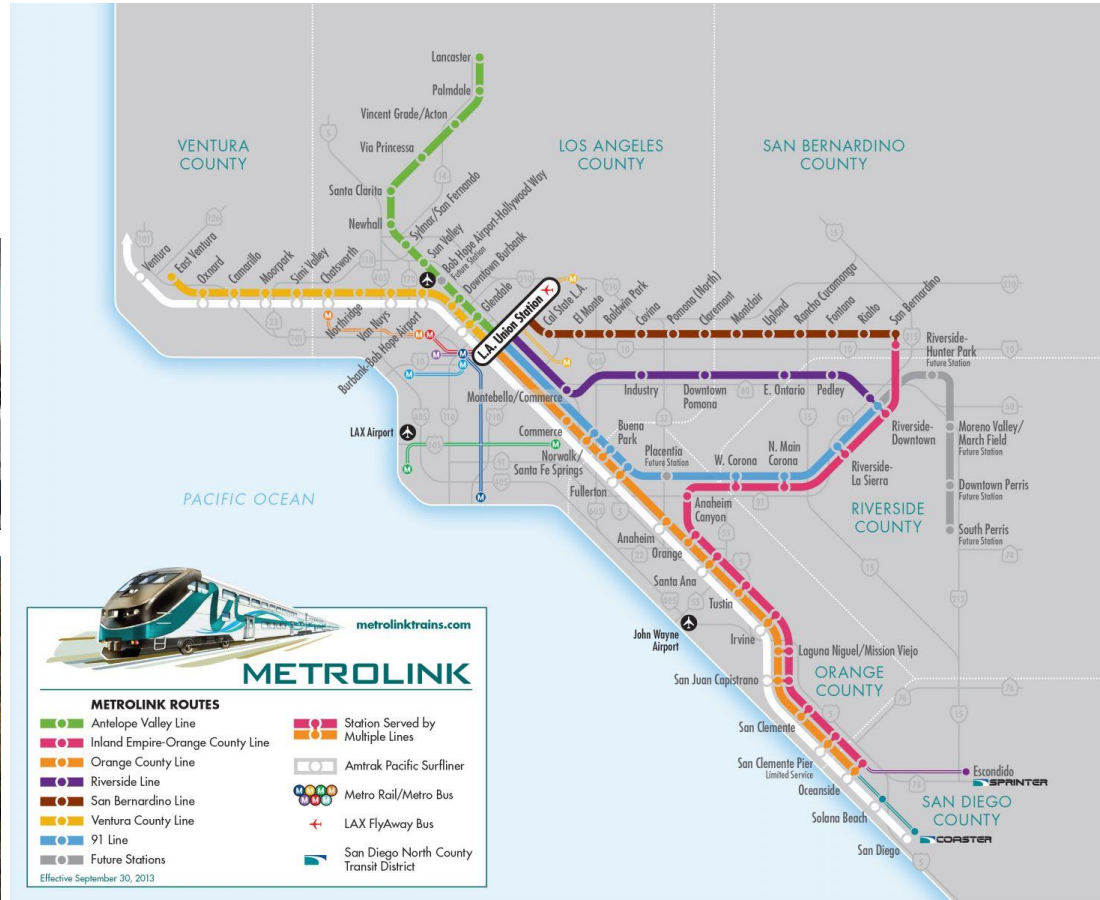 Lancaster
Palmdale
Vincent Grade/Acton
Via Princessa
Santa Clarita
Newhall
VENTURA
COUNTY
LOS ANGELES
COUNTY
SAN BERNARDINO
COUNTY
Sylmar/San Fernando
Sun Valley
Bob Hope Airport-Hollywood Way
Future Station
Downtown Burbank
Glendale
Ventura
East Ventura
Oxnard
Camarillo
Moorpark
Simi Valley
Chatsworth
Northridge
Van Nuys
Burbank-Bob Hope Airport
L.A. Union Station
Cal State L.A.
El Monte
Baldwin Park
Covina
Pomona (North)
Claremont
Montclair
Upland
Rancho Cucamonga
Fontana
Rialto
San Bernardino
Riverside-
Hunter Park
Future Station
Montebello/Commerce
Industry
Downtown
Pomona
E. Ontario
Pedley
Riverside-
Downtown
Moreno Valley/
March Field
Future Station
LAX Airport
Commerce
Buena
Park
Norwalk/
Santa Fe Springs
Placentia
Future Station
W. Corona
N. Main
Corona
Riverside-
La Sierra
Downtown Perris
Future Station
Fullerton
PACIFIC OCEAN
Anaheim
Canyon
RIVERSIDE
COUNTY
South Perris
Future Station
Anaheim
Orange
Santa Ana
Tustin
John Wayne
Airport
Irvine
Laguna Niguel/Mission Viejo
San Juan Capistrano
ORANGE
COUNTY
San Clemente
San Clemente Pier
Limited Service
Oceanside
Escondido
SPRINTER
Solana Beach
SAN DIEGO
COUNTY
San Diego
COASTER
metrolinktrains.com
METROLINK
METROLINK ROUTES
Antelope Valley Line
Inland Empire-Orange County Line
Orange County Line
Riverside Line
San Bernardino Line
Ventura County Line
91 Line
Future Stations
Effective September 30, 2013
Station Served by
Multiple Lines
Amtrak Pacific Surfliner
Metro Rail/Metro Bus
LAX FlyAway Bus
San Diego North County
Transit District